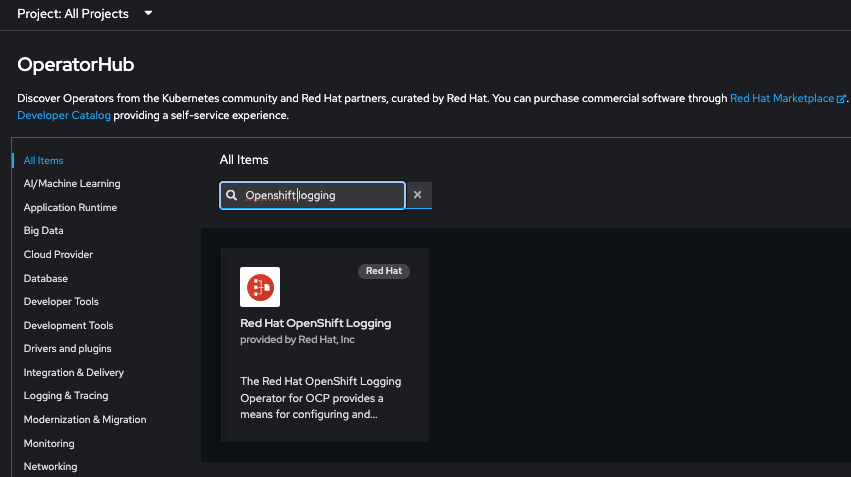 Project: All Projects
OperatorHub
Discover Operators from the Kubernetes community and Red Hat partners, curated by Red Hat. You can purchase commercial software through Red Hat Marketplace.
Developer Catalog providing a self-service experience.
All Items
AI/Machine Learning
Application Runtime
Big Data
Cloud Provider
Database
Developer Tools
Development Tools
Drivers and plugins
Integration & Delivery
Logging & Tracing
Modernization & Migration
Monitoring
Networking
All Items
Openshift logging
Red Hat
Red Hat OpenShift Logging
provided by Red Hat, Inc
The Red Hat OpenShift Logging
Operator for OCP provides a
means for configuring and...